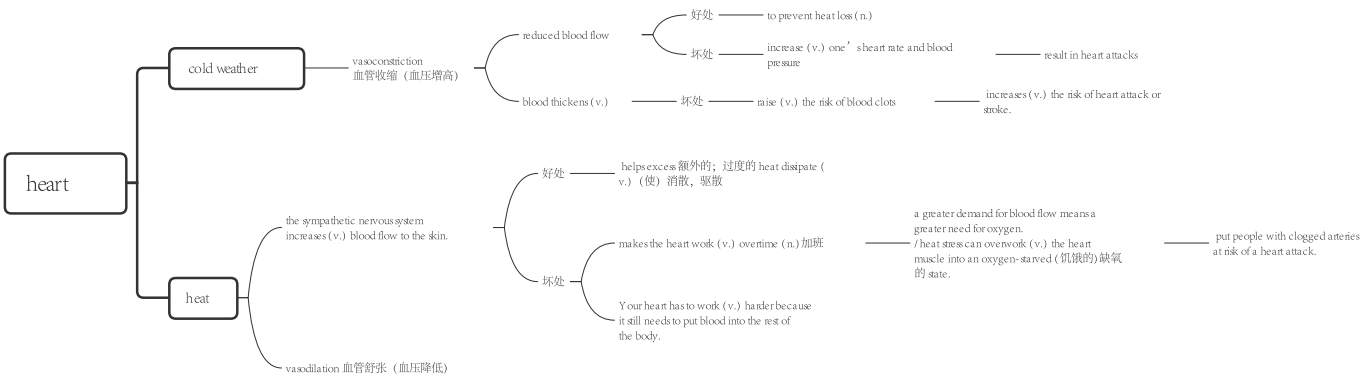 heart
cold weather
vasoconstriction
血管收缩（血压增高）
reduced blood flow
好处
to prevent heat loss (n.)
坏处
increase (v.) one’s heart rate and blood
pressure
result in heart attacks
blood thickens (v.)
坏处
raise (v.) the risk of blood clots
increases (v.) the risk of heart attack or
stroke.
heat
the sympathetic nervous system
increases (v.) blood flow to the skin.
好处
helps excess 额外的；过度的 heat dissipate (
v.)（使）消散，驱散
坏处
makes the heart work (v.) overtime (n.)加班
a greater demand for blood flow means a
greater need for oxygen.
/ heat stress can overwork (v.) the heart
muscle into an oxygen-starved (饥饿的)缺氧
的 state.
put people with clogged arteries
at risk of a heart attack.
Your heart has to work (v.) harder because
it still needs to put blood into the rest of
the body.
vasodilation 血管舒张（血压降低）